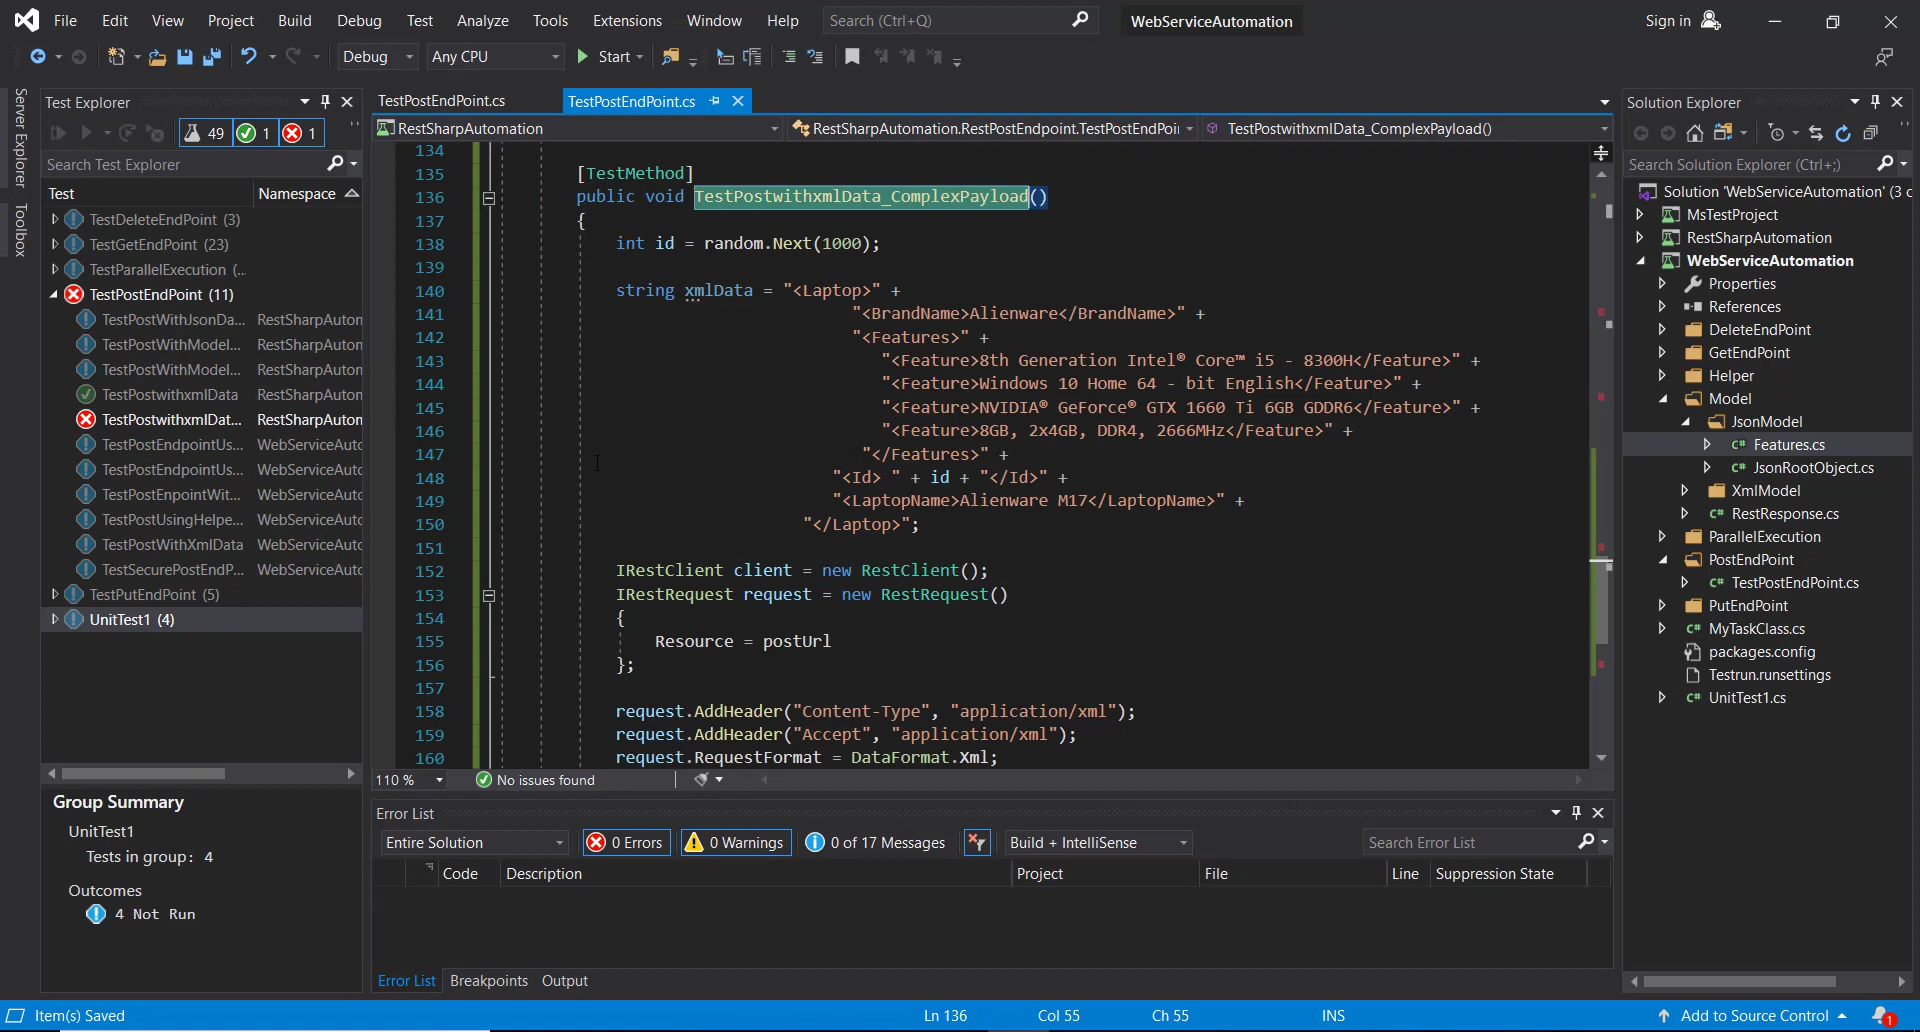 File Edit View Project Build Debug Test Analyze Tools Extensions Window Help Search (Ctrl+Q) WebServiceAutomation Sign in
Debug Any CPU Start
Server Explorer
Toolbox
Test Explorer
49 1 1
Search Test Explorer
Test Namespace
TestDeleteEndPoint (3)
TestGetEndPoint (23)
TestParallelExecution (...
TestPostEndPoint (11)
TestPostWithJsonDa... RestSharpAutom
TestPostWithModel... RestSharpAutom
TestPostWithModel... RestSharpAutom
TestPostwithxmlData RestSharpAutom
TestPostwithxmlDat... RestSharpAutom
TestPostEndpointUs... WebServiceAuto
TestPostEndpointUs... WebServiceAuto
TestPostEnpointWit... WebServiceAuto
TestPostUsingHelpe... WebServiceAuto
TestPostWithXmlData WebServiceAuto
TestSecurePostEndP... WebServiceAuto
TestPutEndPoint (5)
UnitTest1 (4)
Group Summary
UnitTest1
Tests in group: 4
Outcomes
4 Not Run
TestPostEndPoint.cs TestPostEndPoint.cs
RestSharpAutomation RestSharpAutomation.RestPostEndpoint.TestPostEndPoi TestPostwithxmlData_ComplexPayload()
134
135 [TestMethod]
136 public void TestPostwithxmlData_ComplexPayload()
137 {
138 int id = random.Next(1000);
139
140 string xmlData = "<Laptop>" +
141 "<BrandName>Alienware</BrandName>" +
142 "<Features>" +
143 "<Feature>8th Generation Intel® Core™ i5 - 8300H</Feature>" +
144 "<Feature>Windows 10 Home 64 - bit English</Feature>" +
145 "<Feature>NVIDIA® GeForce® GTX 1660 Ti 6GB GDDR6</Feature>" +
146 "<Feature>8GB, 2x4GB, DDR4, 2666MHz</Feature>" +
147 "</Features>" +
148 "<Id> " + id + "</Id>" +
149 "<LaptopName>Alienware M17</LaptopName>" +
150 "</Laptop>";
151
152 IRestClient client = new RestClient();
153 IRestRequest request = new RestRequest()
154 {
155 Resource = postUrl
156 };
157
158 request.AddHeader("Content-Type", "application/xml");
159 request.AddHeader("Accept", "application/xml");
160 request.RequestFormat = DataFormat.Xml;
110 % No issues found
Error List
Entire Solution 0 Errors 0 Warnings 0 of 17 Messages Build + IntelliSense Search Error List
Code Description Project File Line Suppression State
Error List Breakpoints Output
Solution Explorer
Search Solution Explorer (Ctrl+;)
Solution 'WebServiceAutomation' (3 c
MsTestProject
RestSharpAutomation
WebServiceAutomation
Properties
References
DeleteEndPoint
GetEndPoint
Helper
Model
JsonModel
Features.cs
JsonRootObject.cs
XmlModel
RestResponse.cs
ParallelExecution
PostEndPoint
TestPostEndPoint.cs
PutEndPoint
MyTaskClass.cs
packages.config
Testrun.runsettings
UnitTest1.cs
Item(s) Saved Ln 136 Col 55 Ch 55 INS Add to Source Control 1